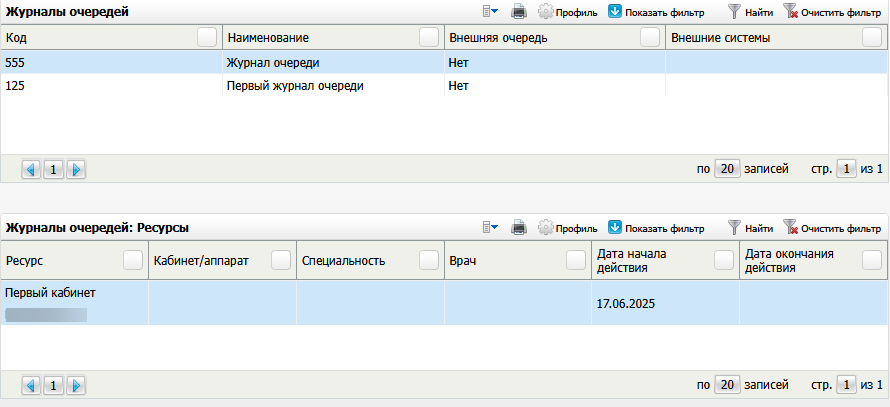 Журналы очередей Профиль Показать фильтр Найти Очистить фильтр
Код Наименование Внешняя очередь Внешние системы
555 Журнал очереди Нет
125 Первый журнал очереди Нет
1 по 20 записей стр. 1 из 1
Журналы очередей: Ресурсы Профиль Показать фильтр Найти Очистить фильтр
Ресурс Кабинет/аппарат Специальность Врач Дата начала действия Дата окончания действия
Первый кабинет 17.06.2025
1 по 20 записей стр. 1 из 1